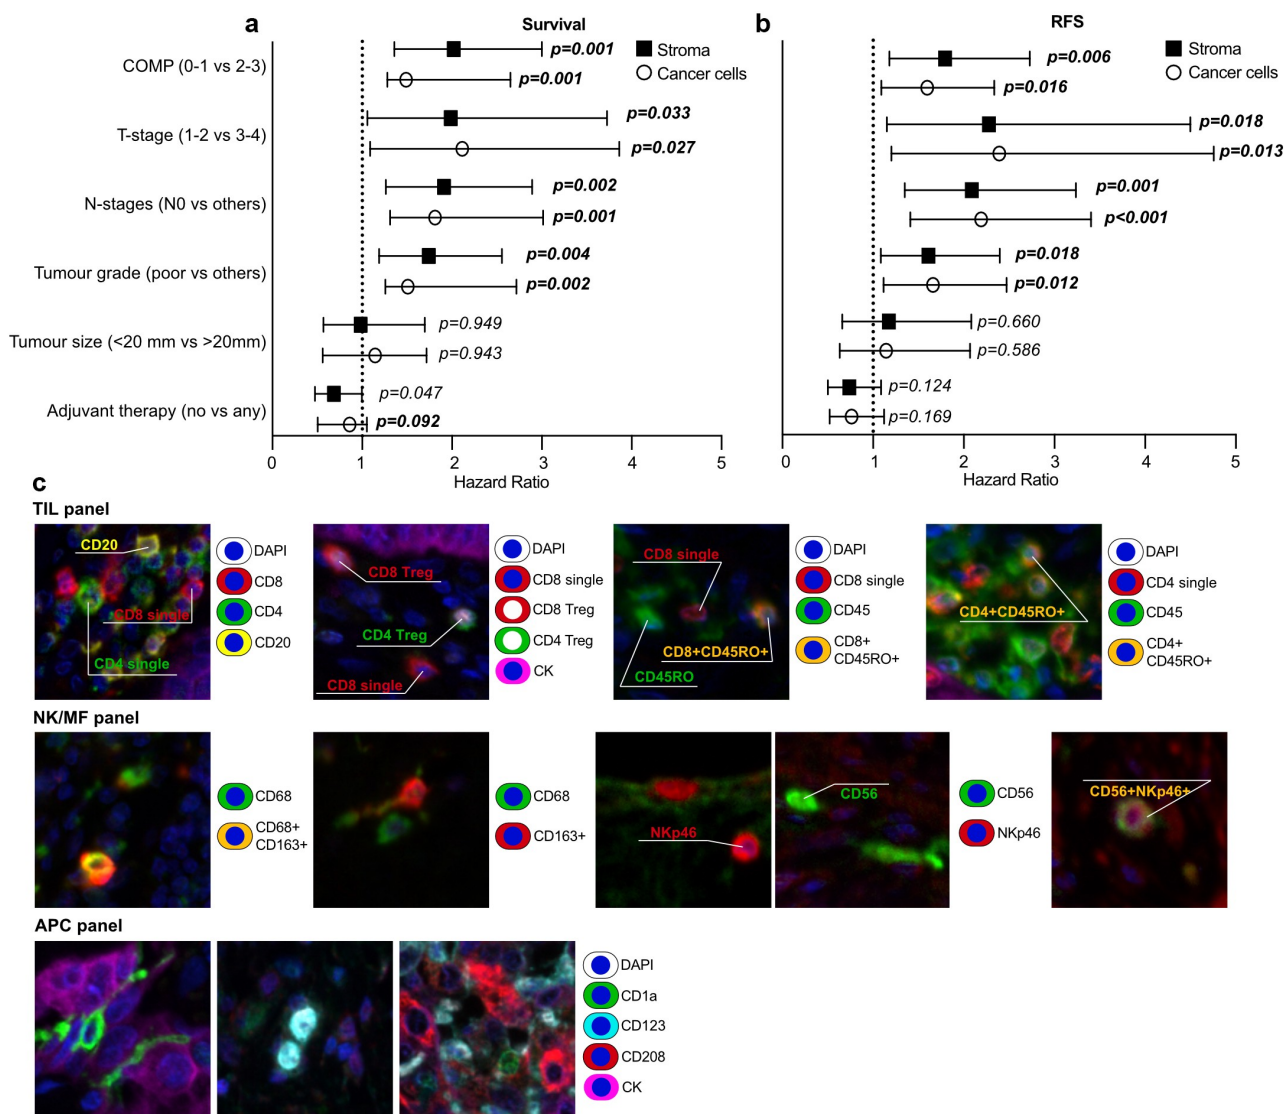 a
Survival
Stroma
Cancer cells
COMP (0-1 vs 2-3)
p=0.001
p=0.001
T-stage (1-2 vs 3-4)
p=0.033
p=0.027
N-stages (N0 vs others)
p=0.002
p=0.001
Tumour grade (poor vs others)
p=0.004
p=0.002
Tumour size (<20 mm vs >20mm)
p=0.949
p=0.943
Adjuvant therapy (no vs any)
p=0.047
p=0.092
0 1 2 3 4 5
Hazard Ratio
b
RFS
Stroma
Cancer cells
p=0.006
p=0.016
p=0.018
p=0.013
p=0.001
p<0.001
p=0.018
p=0.012
p=0.660
p=0.586
p=0.124
p=0.169
0 1 2 3 4 5
Hazard Ratio
c
TIL panel
CD20
CD8 single
CD4 single
DAPI
CD8
CD4
CD20
CD8 Treg
CD4 Treg
CD8 single
DAPI
CD8 single
CD8 Treg
CD4 Treg
CK
CD8 single
CD8+CD45RO+
CD45RO
DAPI
CD8 single
CD45
CD8+
CD45RO+
CD4+CD45RO+
DAPI
CD4 single
CD45
CD4+
CD45RO+
NK/MF panel
CD68
CD68+
CD163+
CD68
CD163+
NKp46
CD56
CD56
NKp46
CD56+NKp46+
APC panel
DAPI
CD1a
CD123
CD208
CK